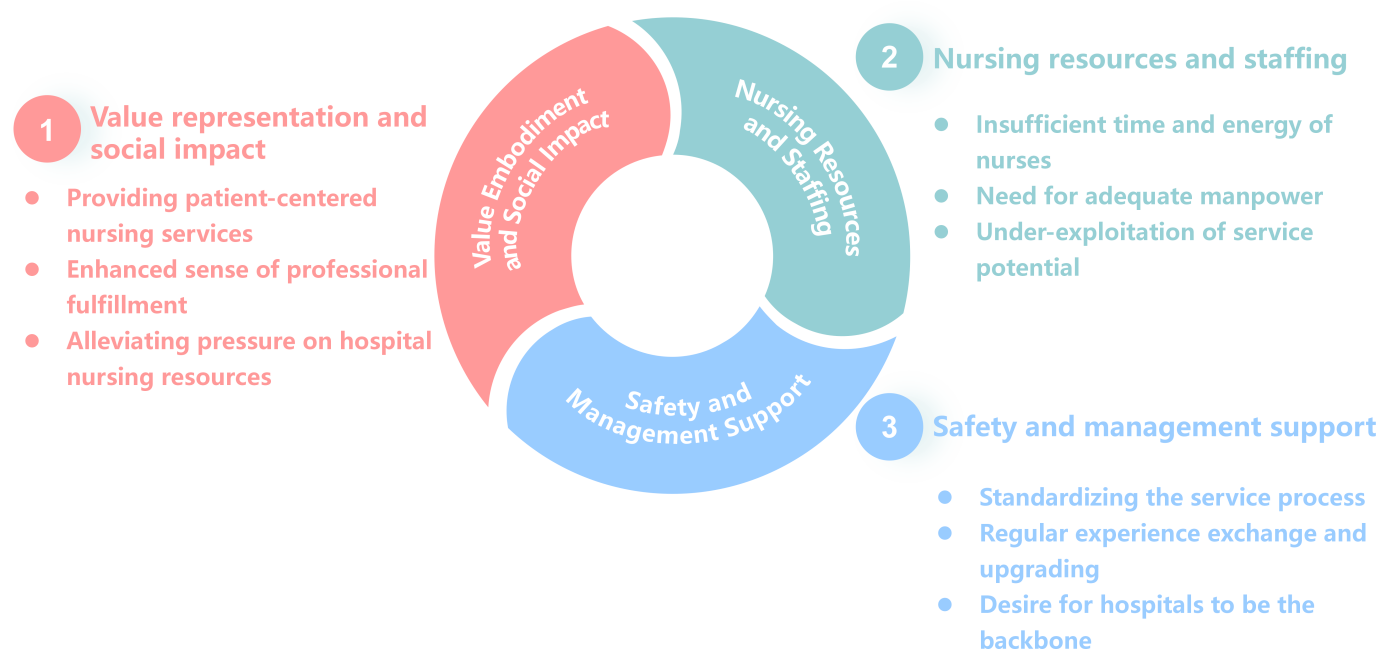 1
Value representation and
social impact
● Providing patient-centered
nursing services
● Enhanced sense of professional
fulfillment
● Alleviating pressure on hospital
nursing resources
Value Embodiment
and Social Impact
Nursing Resources
and Staffing
Safety and
Management Support
2
Nursing resources and staffing
● Insufficient time and energy of
nurses
● Need for adequate manpower
● Under-exploitation of service
potential
3
Safety and management support
● Standardizing the service process
● Regular experience exchange and
upgrading
● Desire for hospitals to be the
backbone